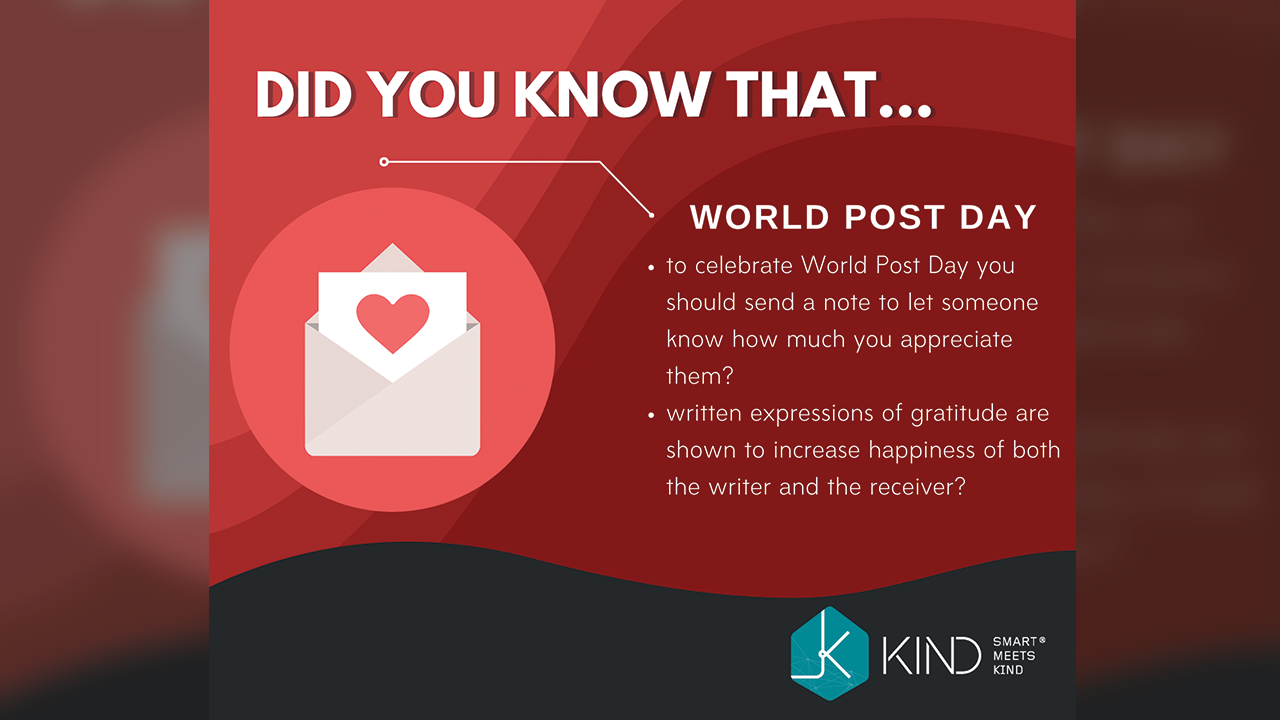 DID YOU KNOW THAT...
WORLD POST DAY
• to celebrate World Post Day you
should send a note to let someone
know how much you appreciate
them?
• written expressions of gratitude are
shown to increase happiness of both
the writer and the receiver?
KIND
SMART®
MEETS
KIND